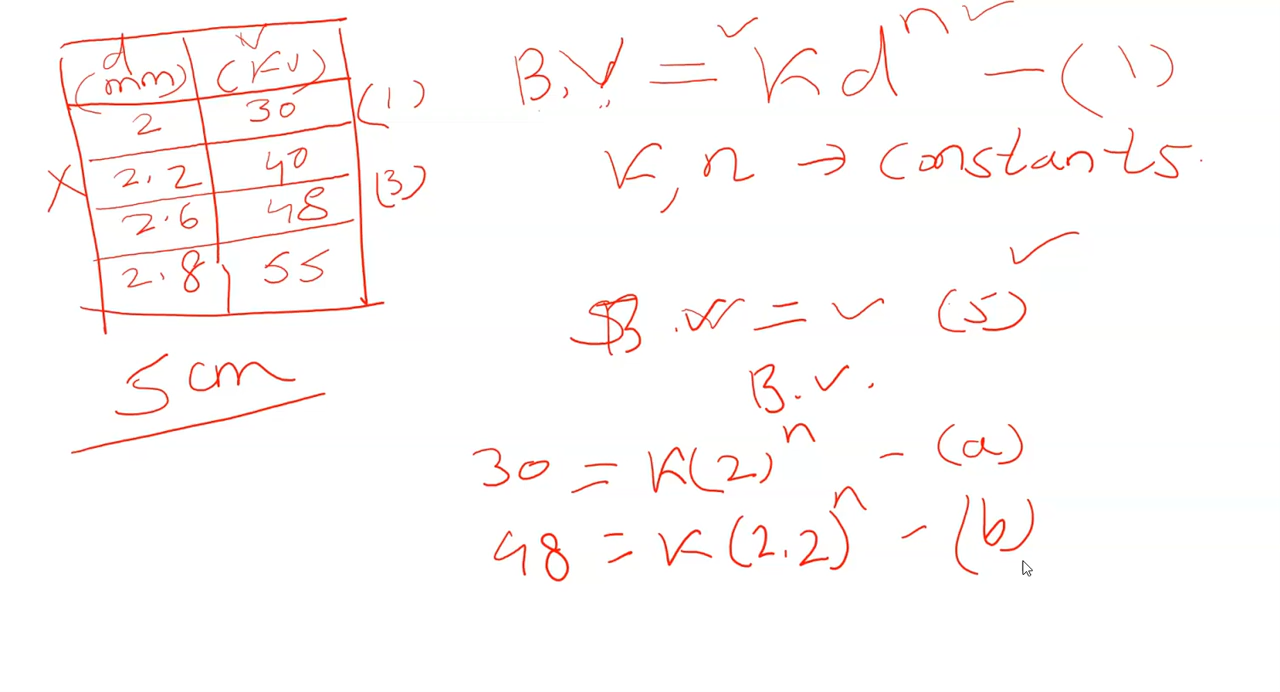 d (mm) V (KV)
2 30 (1)
X 2.2 40
2.6 48 (3)
2.8 55
5 cm
B.V = K d^n - (1)
K, n → constants.
B.V = ✓ (5)
B.V.
30 = K(2)^n - (a)
48 = K(2.2)^n - (b)